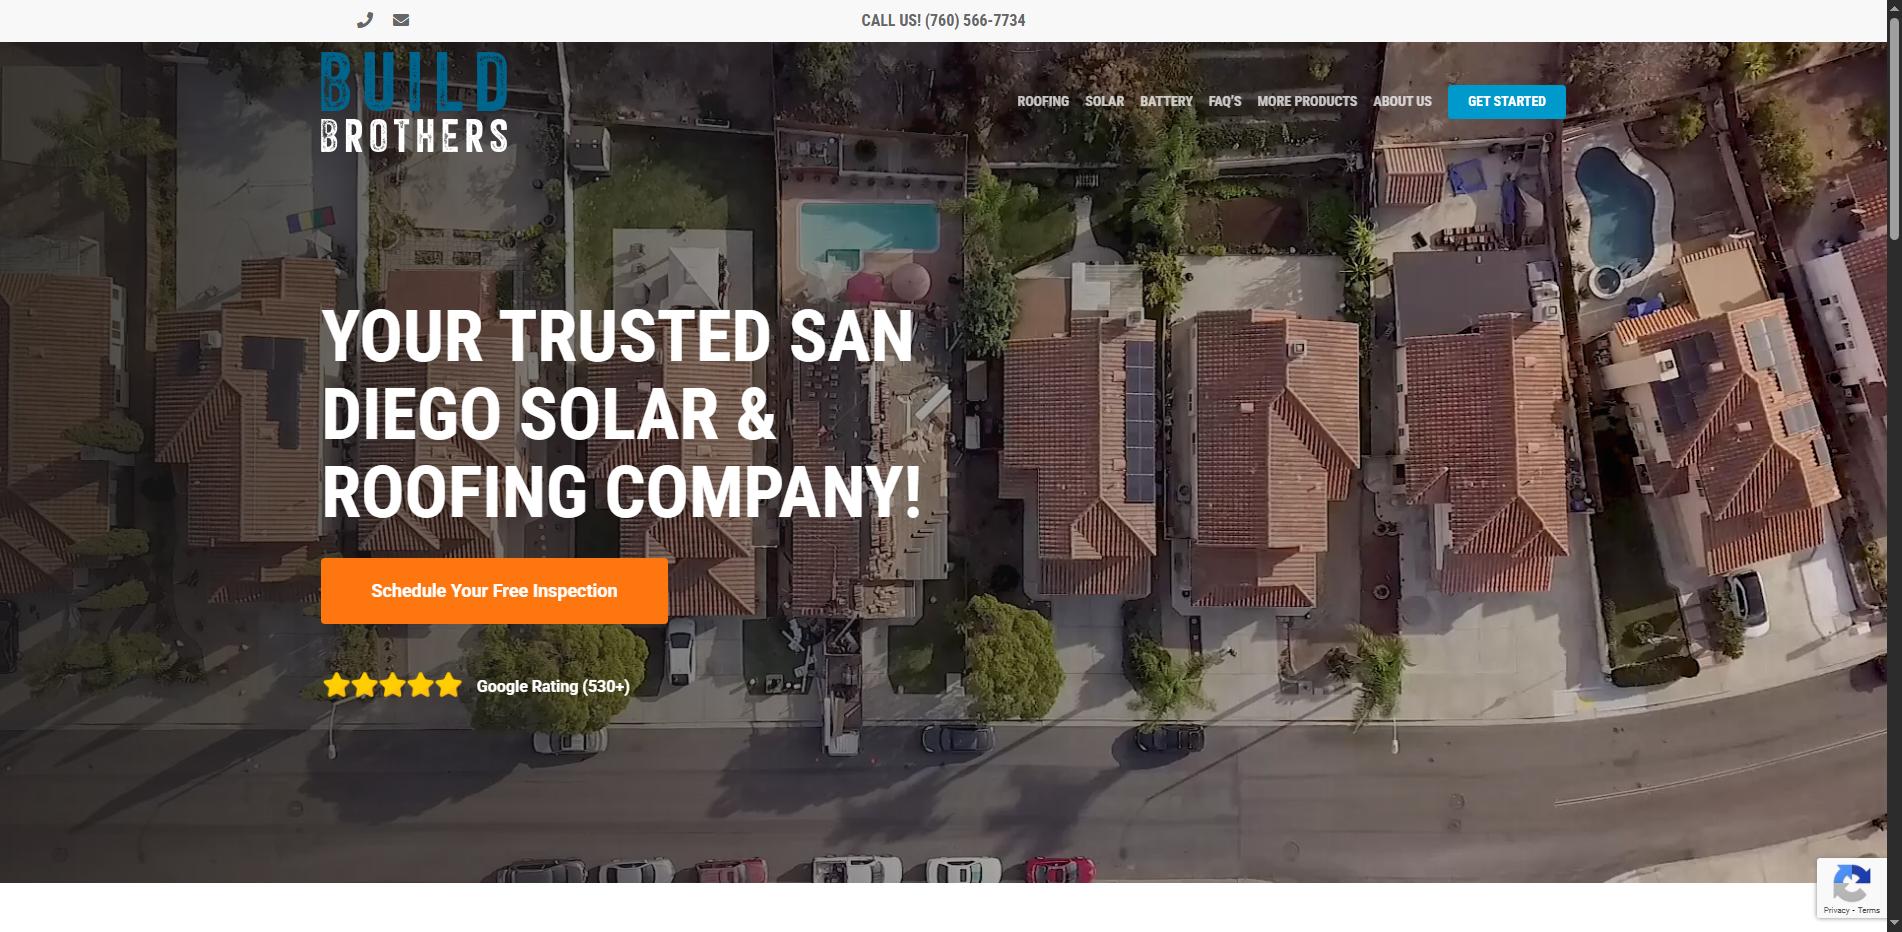 CALL US! (760) 566-7734
BUILD
BROTHERS
ROOFING SOLAR BATTERY FAQ'S MORE PRODUCTS ABOUT US GET STARTED
YOUR TRUSTED SAN
DIEGO SOLAR &
ROOFING COMPANY!
Schedule Your Free Inspection
Google Rating (530+)
Privacy - Terms